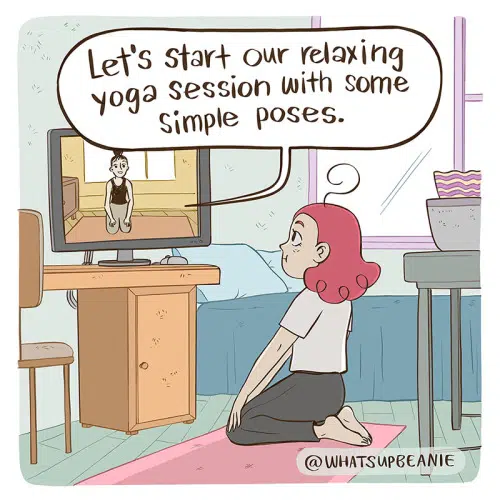 Let's start our relaxing
yoga session with some
simple poses.
@WHATSUPBEANIE